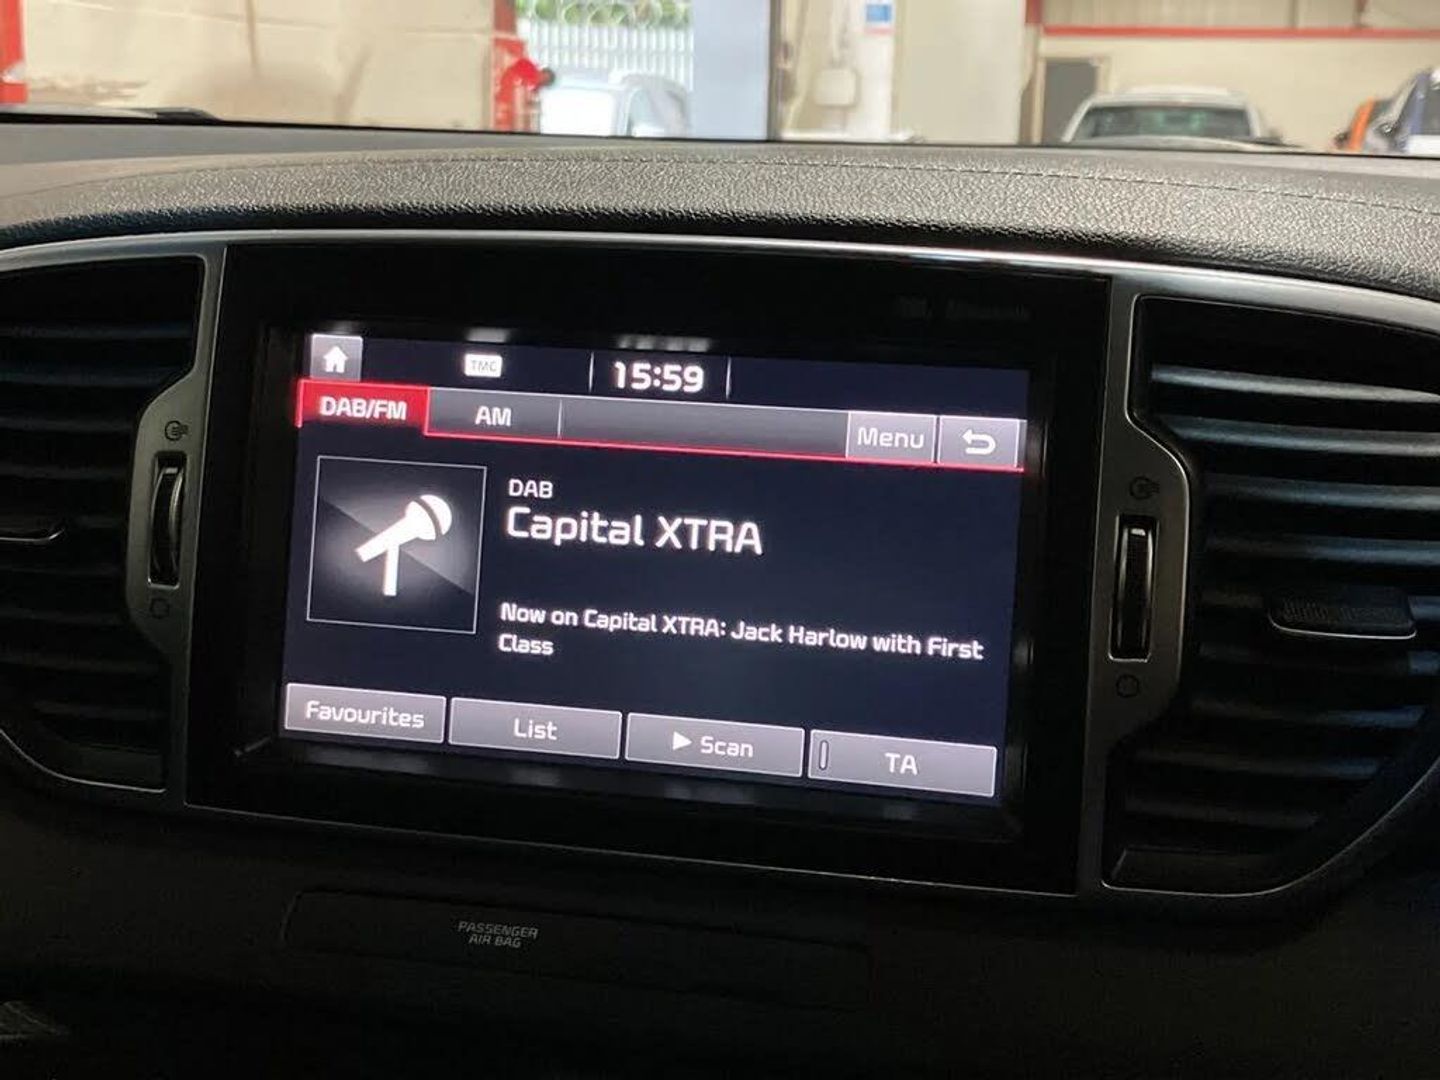 TMC
15:59
DAB/FM
AM
Menu
DAB
Capital XTRA
Now on Capital XTRA: Jack Harlow with First
Class
Favourites
List
Scan
TA
PASSENGER
AIR BAG